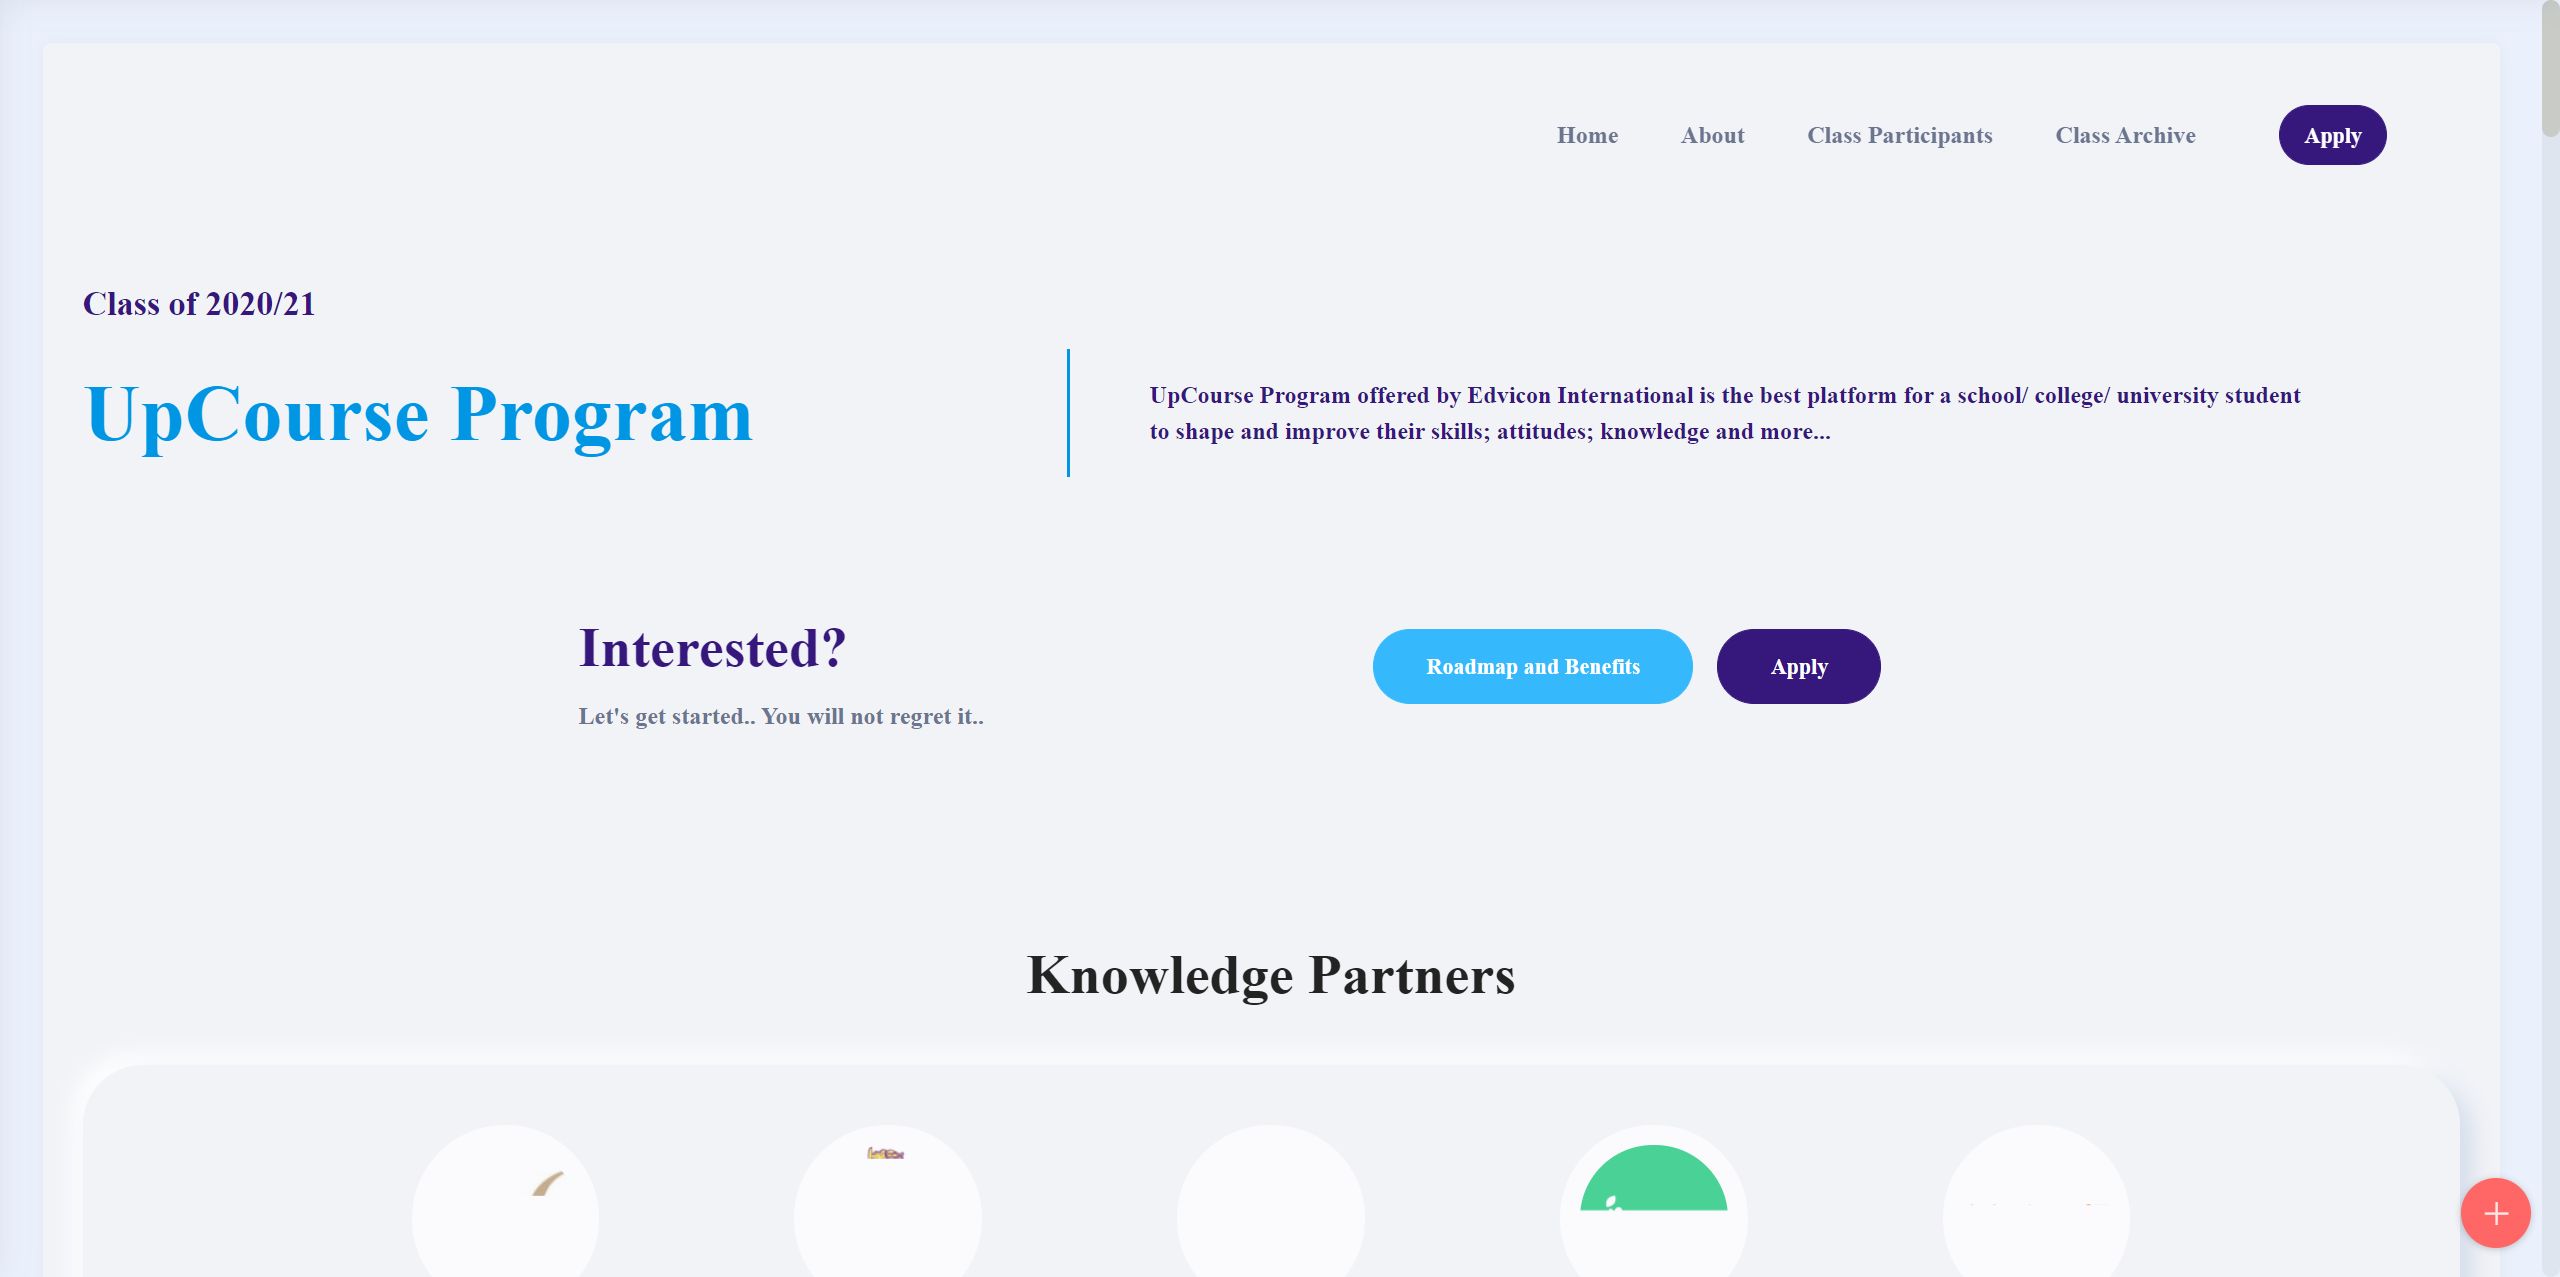 Home
About
Class Participants
Class Archive
Apply
Class of 2020/21
UpCourse Program
UpCourse Program offered by Edvicon International is the best platform for a school/ college/ university student
to shape and improve their skills; attitudes; knowledge and more...
Interested?
Let's get started.. You will not regret it..
Roadmap and Benefits
Apply
Knowledge Partners